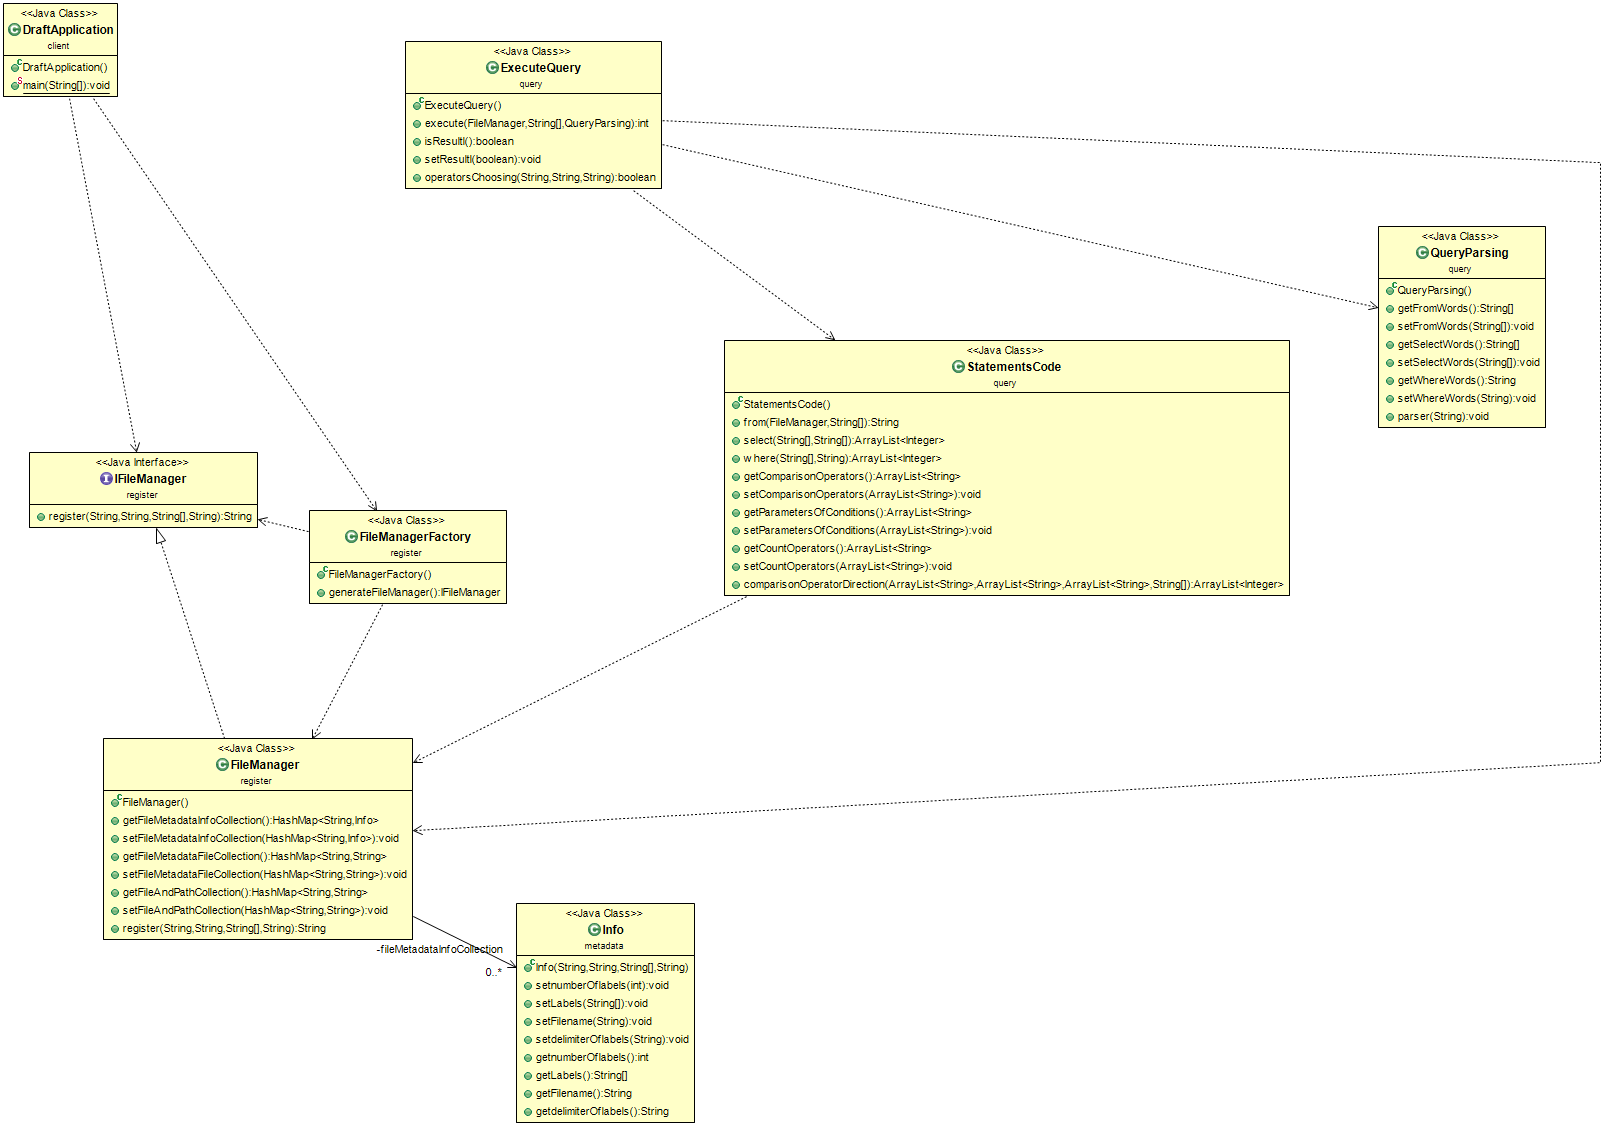 <<Java Class>>
DraftApplication
client
DraftApplication()
main(String[]):void
<<Java Class>>
ExecuteQuery
query
ExecuteQuery()
execute(FileManager,String[],QueryParsing):int
isResultI():boolean
setResultI(boolean):void
operatorsChoosing(String,String,String):boolean
<<Java Class>>
QueryParsing
query
QueryParsing()
getFromWords():String[]
setFromWords(String[]):void
getSelectWords():String[]
setSelectWords(String[]):void
getWhereWords():String
setWhereWords(String):void
parser(String):void
<<Java Class>>
StatementsCode
query
StatementsCode()
from(FileManager,String[]):String
select(String[],String[]):ArrayList<Integer>
where(String[],String):ArrayList<Integer>
getComparisonOperators():ArrayList<String>
setComparisonOperators(ArrayList<String>):void
getParametersOfConditions():ArrayList<String>
setParametersOfConditions(ArrayList<String>):void
getCountOperators():ArrayList<String>
setCountOperators(ArrayList<String>):void
comparisonOperatorDirection(ArrayList<String>,ArrayList<String>,ArrayList<String>,String[]):ArrayList<Integer>
<<Java Interface>>
IFileManager
register
register(String,String,String[],String):String
<<Java Class>>
FileManagerFactory
register
FileManagerFactory()
generateFileManager():IFileManager
<<Java Class>>
FileManager
register
FileManager()
getFileMetadataInfoCollection():HashMap<String,Info>
setFileMetadataInfoCollection(HashMap<String,Info>):void
getFileMetadataFileCollection():HashMap<String,String>
setFileMetadataFileCollection(HashMap<String,String>):void
getFileAndPathCollection():HashMap<String,String>
setFileAndPathCollection(HashMap<String,String>):void
register(String,String,String[],String):String
-fileMetadataInfoCollection
0..*
<<Java Class>>
Info
metadata
Info(String,String,String[],String)
setnumberOflabels(int):void
setLabels(String[]):void
setFilename(String):void
setdelimiterOflabels(String):void
getnumberOflabels():int
getLabels():String[]
getFilename():String
getdelimiterOflabels():String